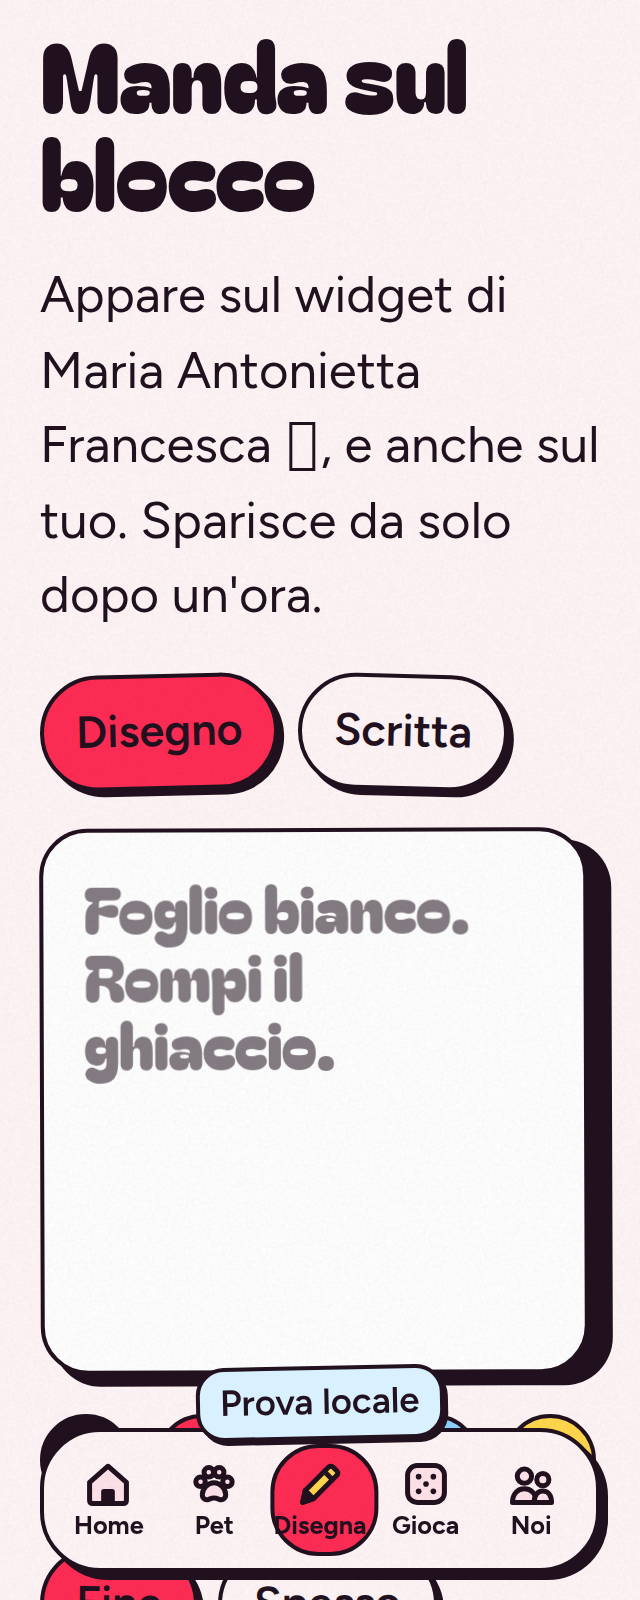 Manda sul
blocco
Appare sul widget di
Maria Antonietta
Francesca , e anche sul
tuo. Sparisce da solo
dopo un'ora.
Disegno
Scritta
Foglio bianco.
Rompi il
ghiaccio.
Prova locale
Home
Pet
Disegna
Gioca
Noi